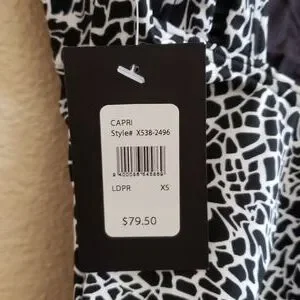 CAPRI
Style# X538-2496
LDPR XS
$79.50